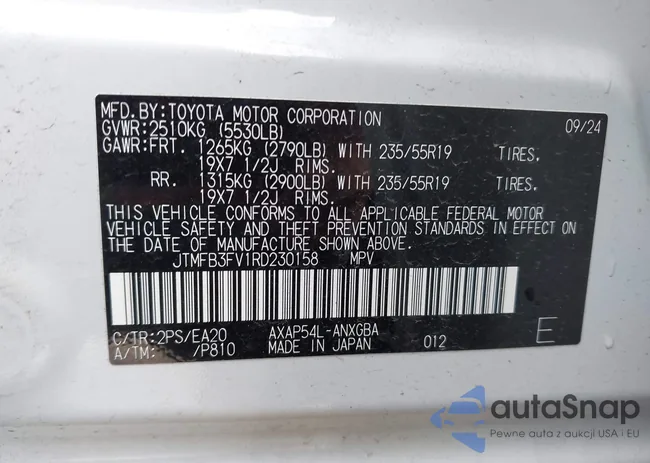 MFD.BY:TOYOTA MOTOR CORPORATION 09/24
GVWR:2510KG (5530LB)
GAWR:FRT. 1265KG (2790LB) WITH 235/55R19 TIRES.
19X7 1/2J RIMS.
RR. 1315KG (2900LB) WITH 235/55R19 TIRES.
19X7 1/2J RIMS.
THIS VEHICLE CONFORMS TO ALL APPLICABLE FEDERAL MOTOR
VEHICLE SAFETY AND THEFT PREVENTION STANDARDS IN EFFECT ON
THE DATE OF MANUFACTURE SHOWN ABOVE.
JTMFB3FV1RD230158 MPV
C/TR:2PS/EA20 AXAP54L-ANXGBA
A/TM: /P810 MADE IN JAPAN 012 E
autaSnap
Pewne auta z aukcji USA i EU